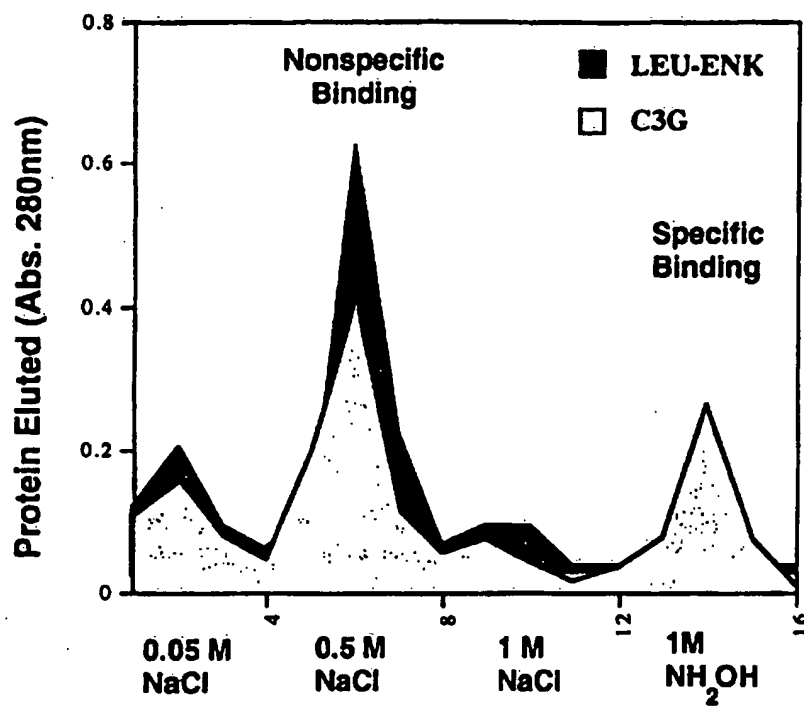 0.8
Nonspecific
Binding
LEU-ENK
C3G
0.6
Specific
Binding
0.4
0.2
0
Protein Eluted (Abs. 280nm)
4
8
12
16
0.05 M
NaCl
0.5 M
NaCl
1 M
NaCl
1M
NH2OH